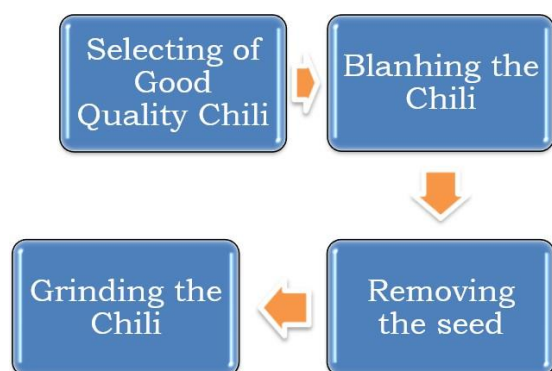 Selecting of
Good
Quality Chili
Blanhing the
Chili
Removing
the seed
Grinding the
Chili